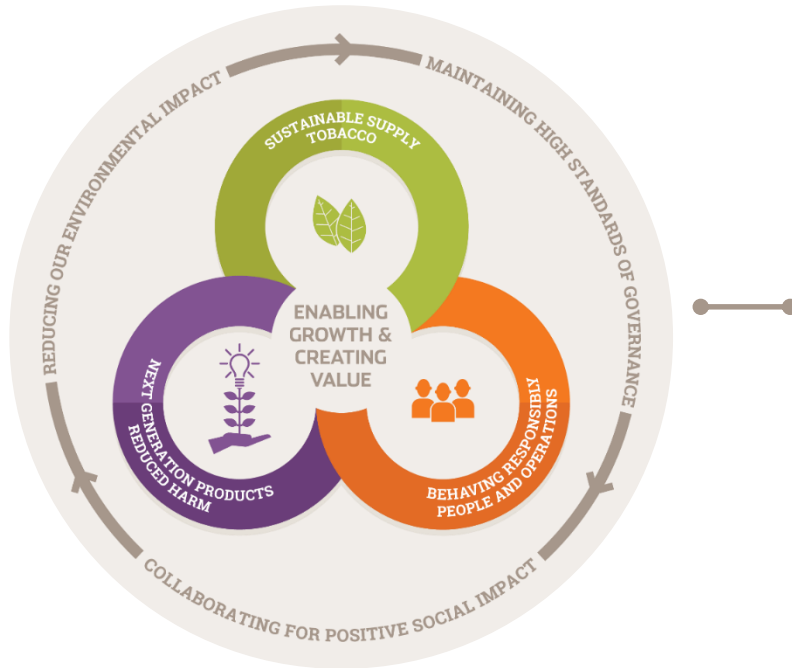 REDUCING OUR ENVIRONMENTAL IMPACT
MAINTAINING HIGH STANDARDS OF GOVERNANCE
SUSTAINABLE SUPPLY
TOBACCO
ENABLING
GROWTH &
CREATING
VALUE
NEXT GENERATION PRODUCTS
REDUCED HARM
BEHAVING RESPONSIBLY
PEOPLE AND OPERATIONS
COLLABORATING FOR POSITIVE SOCIAL IMPACT